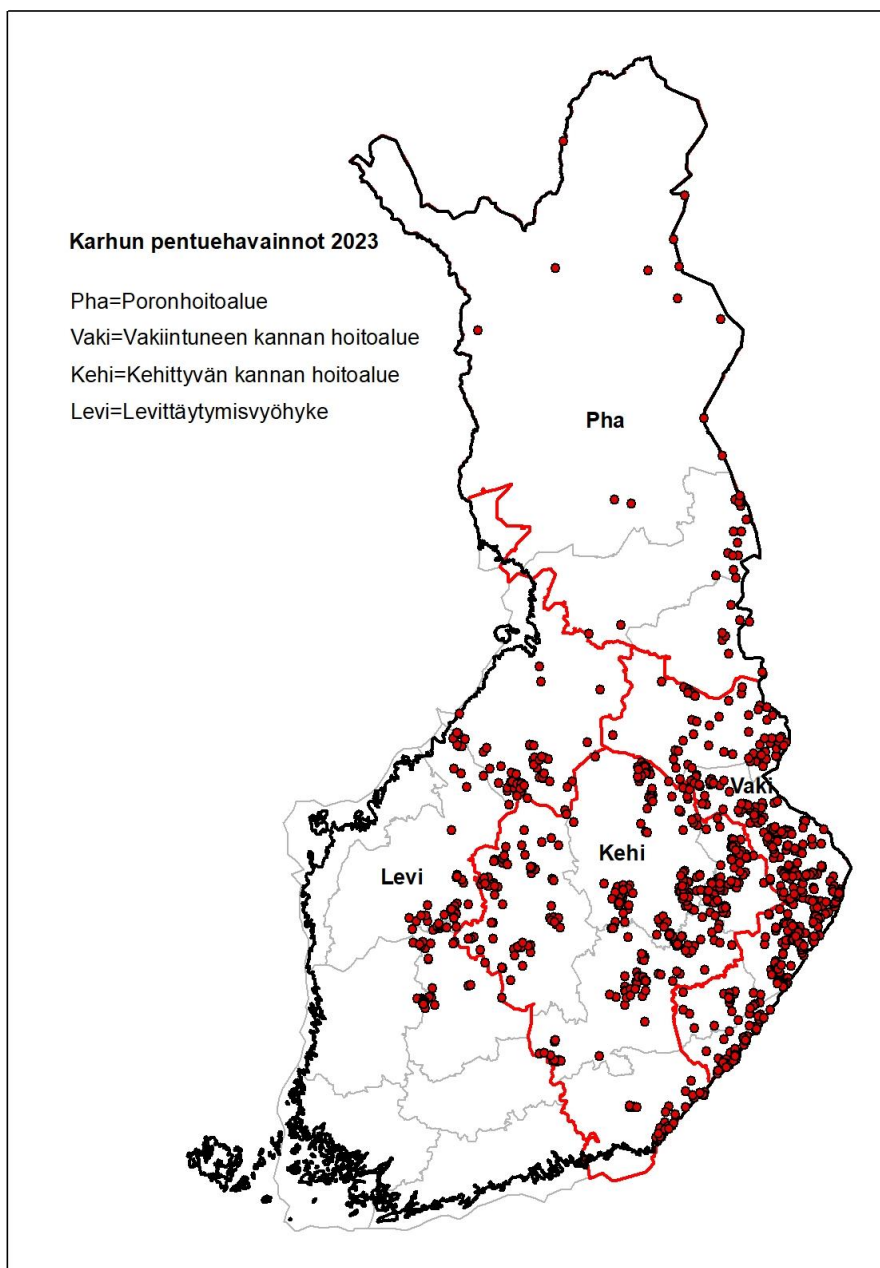 Karhun pentuehavainnot 2023
Pha=Poronhoitoalue
Vaki=Vakiintuneen kannan hoitoalue
Kehi=Kehittyvän kannan hoitoalue
Levi=Levittäytymisvyöhyke
Pha
Vaki
Kehi
Levi